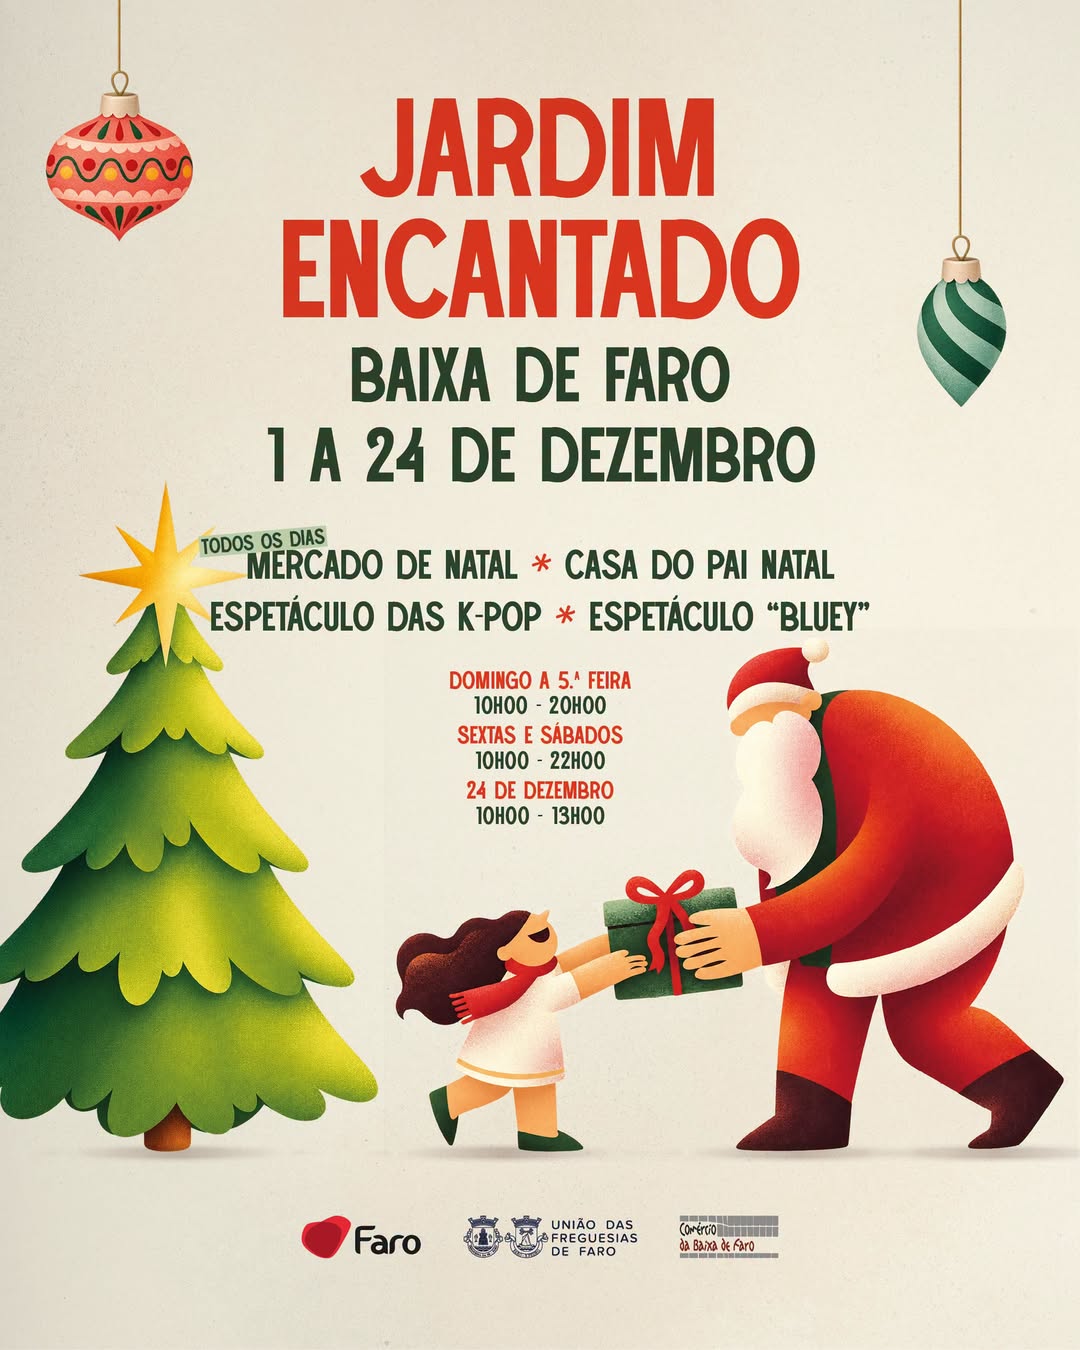 JARDIM
ENCANTADO
BAIXA DE FARO
1 A 24 DE DEZEMBRO
TODOS OS DIAS
MERCADO DE NATAL * CASA DO PAI NATAL
ESPETÁCULO DAS K-POP * ESPETÁCULO “BLUEY”
DOMINGO A 5.ª FEIRA
10H00 - 20H00
SEXTAS E SÁBADOS
10H00 - 22H00
24 DE DEZEMBRO
10H00 - 13H00
Faro
UNIÃO DAS
FREGUESIAS
DE FARO
Comércio
da Baixa de Faro